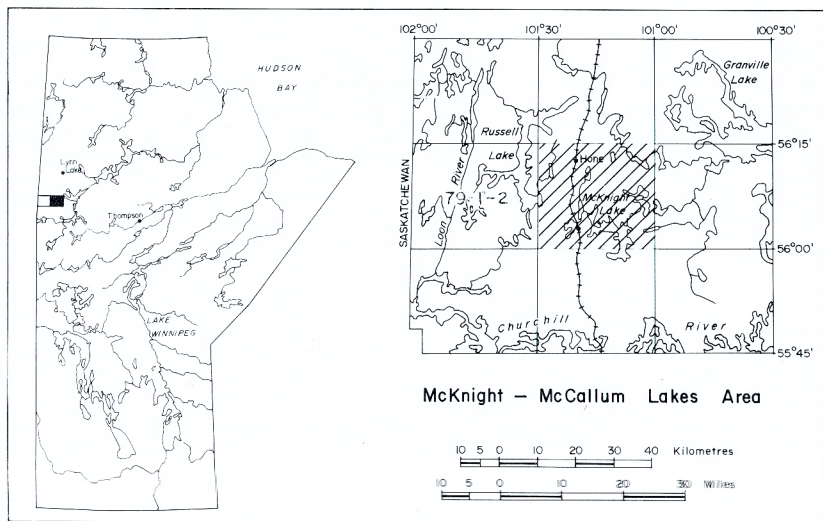 HUDSON
BAY
Lynn
Lake
Thompson
LAKE
WINNIPEG
102°00'
101°30'
101°00'
100°30'
Granville
Lake
Russell
Lake
56°15'
Hone
River
79-1-2
McKnight
Lake
SASKATCHEWAN
Loon
56°00'
Churchill
River
55°45'
McKnight – McCallum Lakes Area
10 5 0 10 20 30 40 Kilometres
10 5 0 10 20 30 Miles